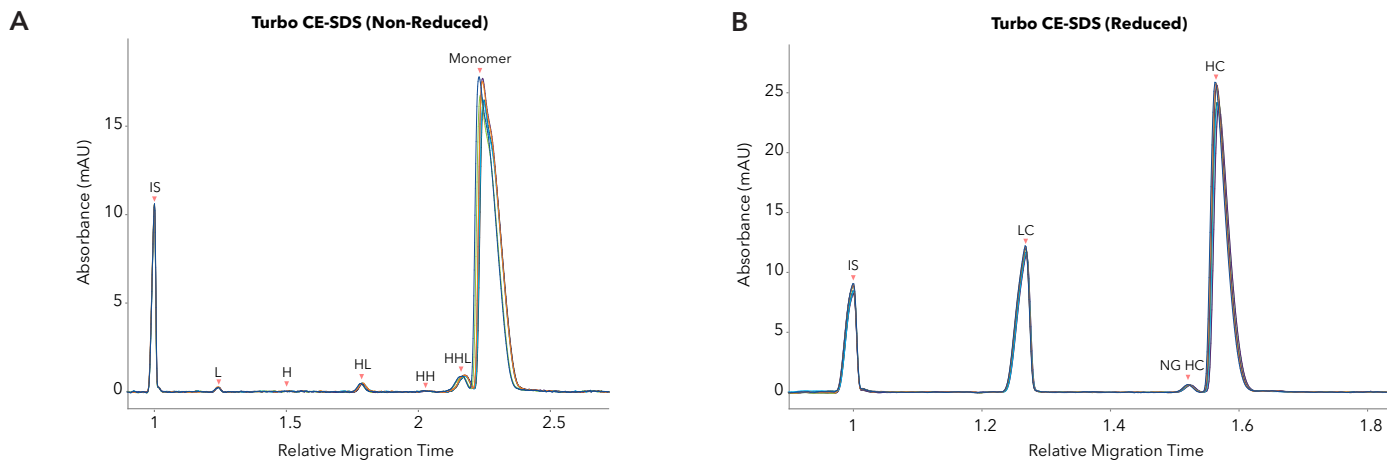 A
Turbo CE-SDS (Non-Reduced)
Monomer
15
IS
10
Absorbance (mAU)
5
L
H
HL
HH
HHL
0
1
1.5
2
2.5
Relative Migration Time
B
Turbo CE-SDS (Reduced)
HC
25
20
15
LC
Absorbance (mAU)
10
IS
5
NG HC
0
1
1.2
1.4
1.6
1.8
Relative Migration Time